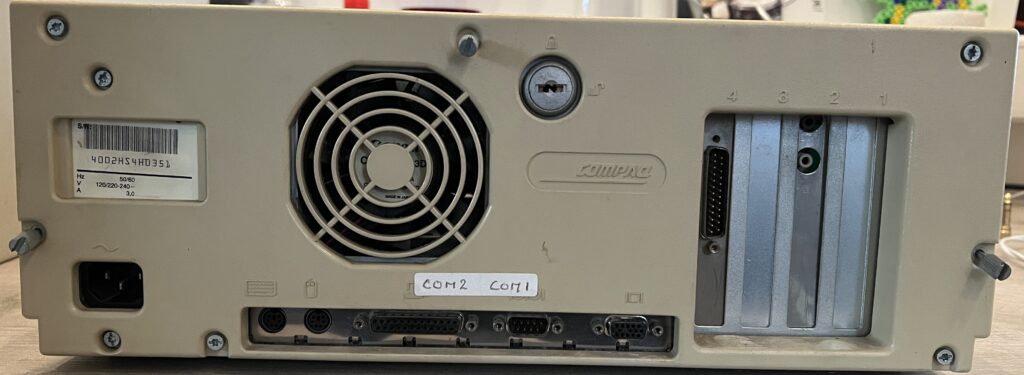 S/N:
4002HS4HD351
Hz 50/60
V 120/220-240~
A 3,0
COMPAQ
4 3 2 1
COM2 COM1